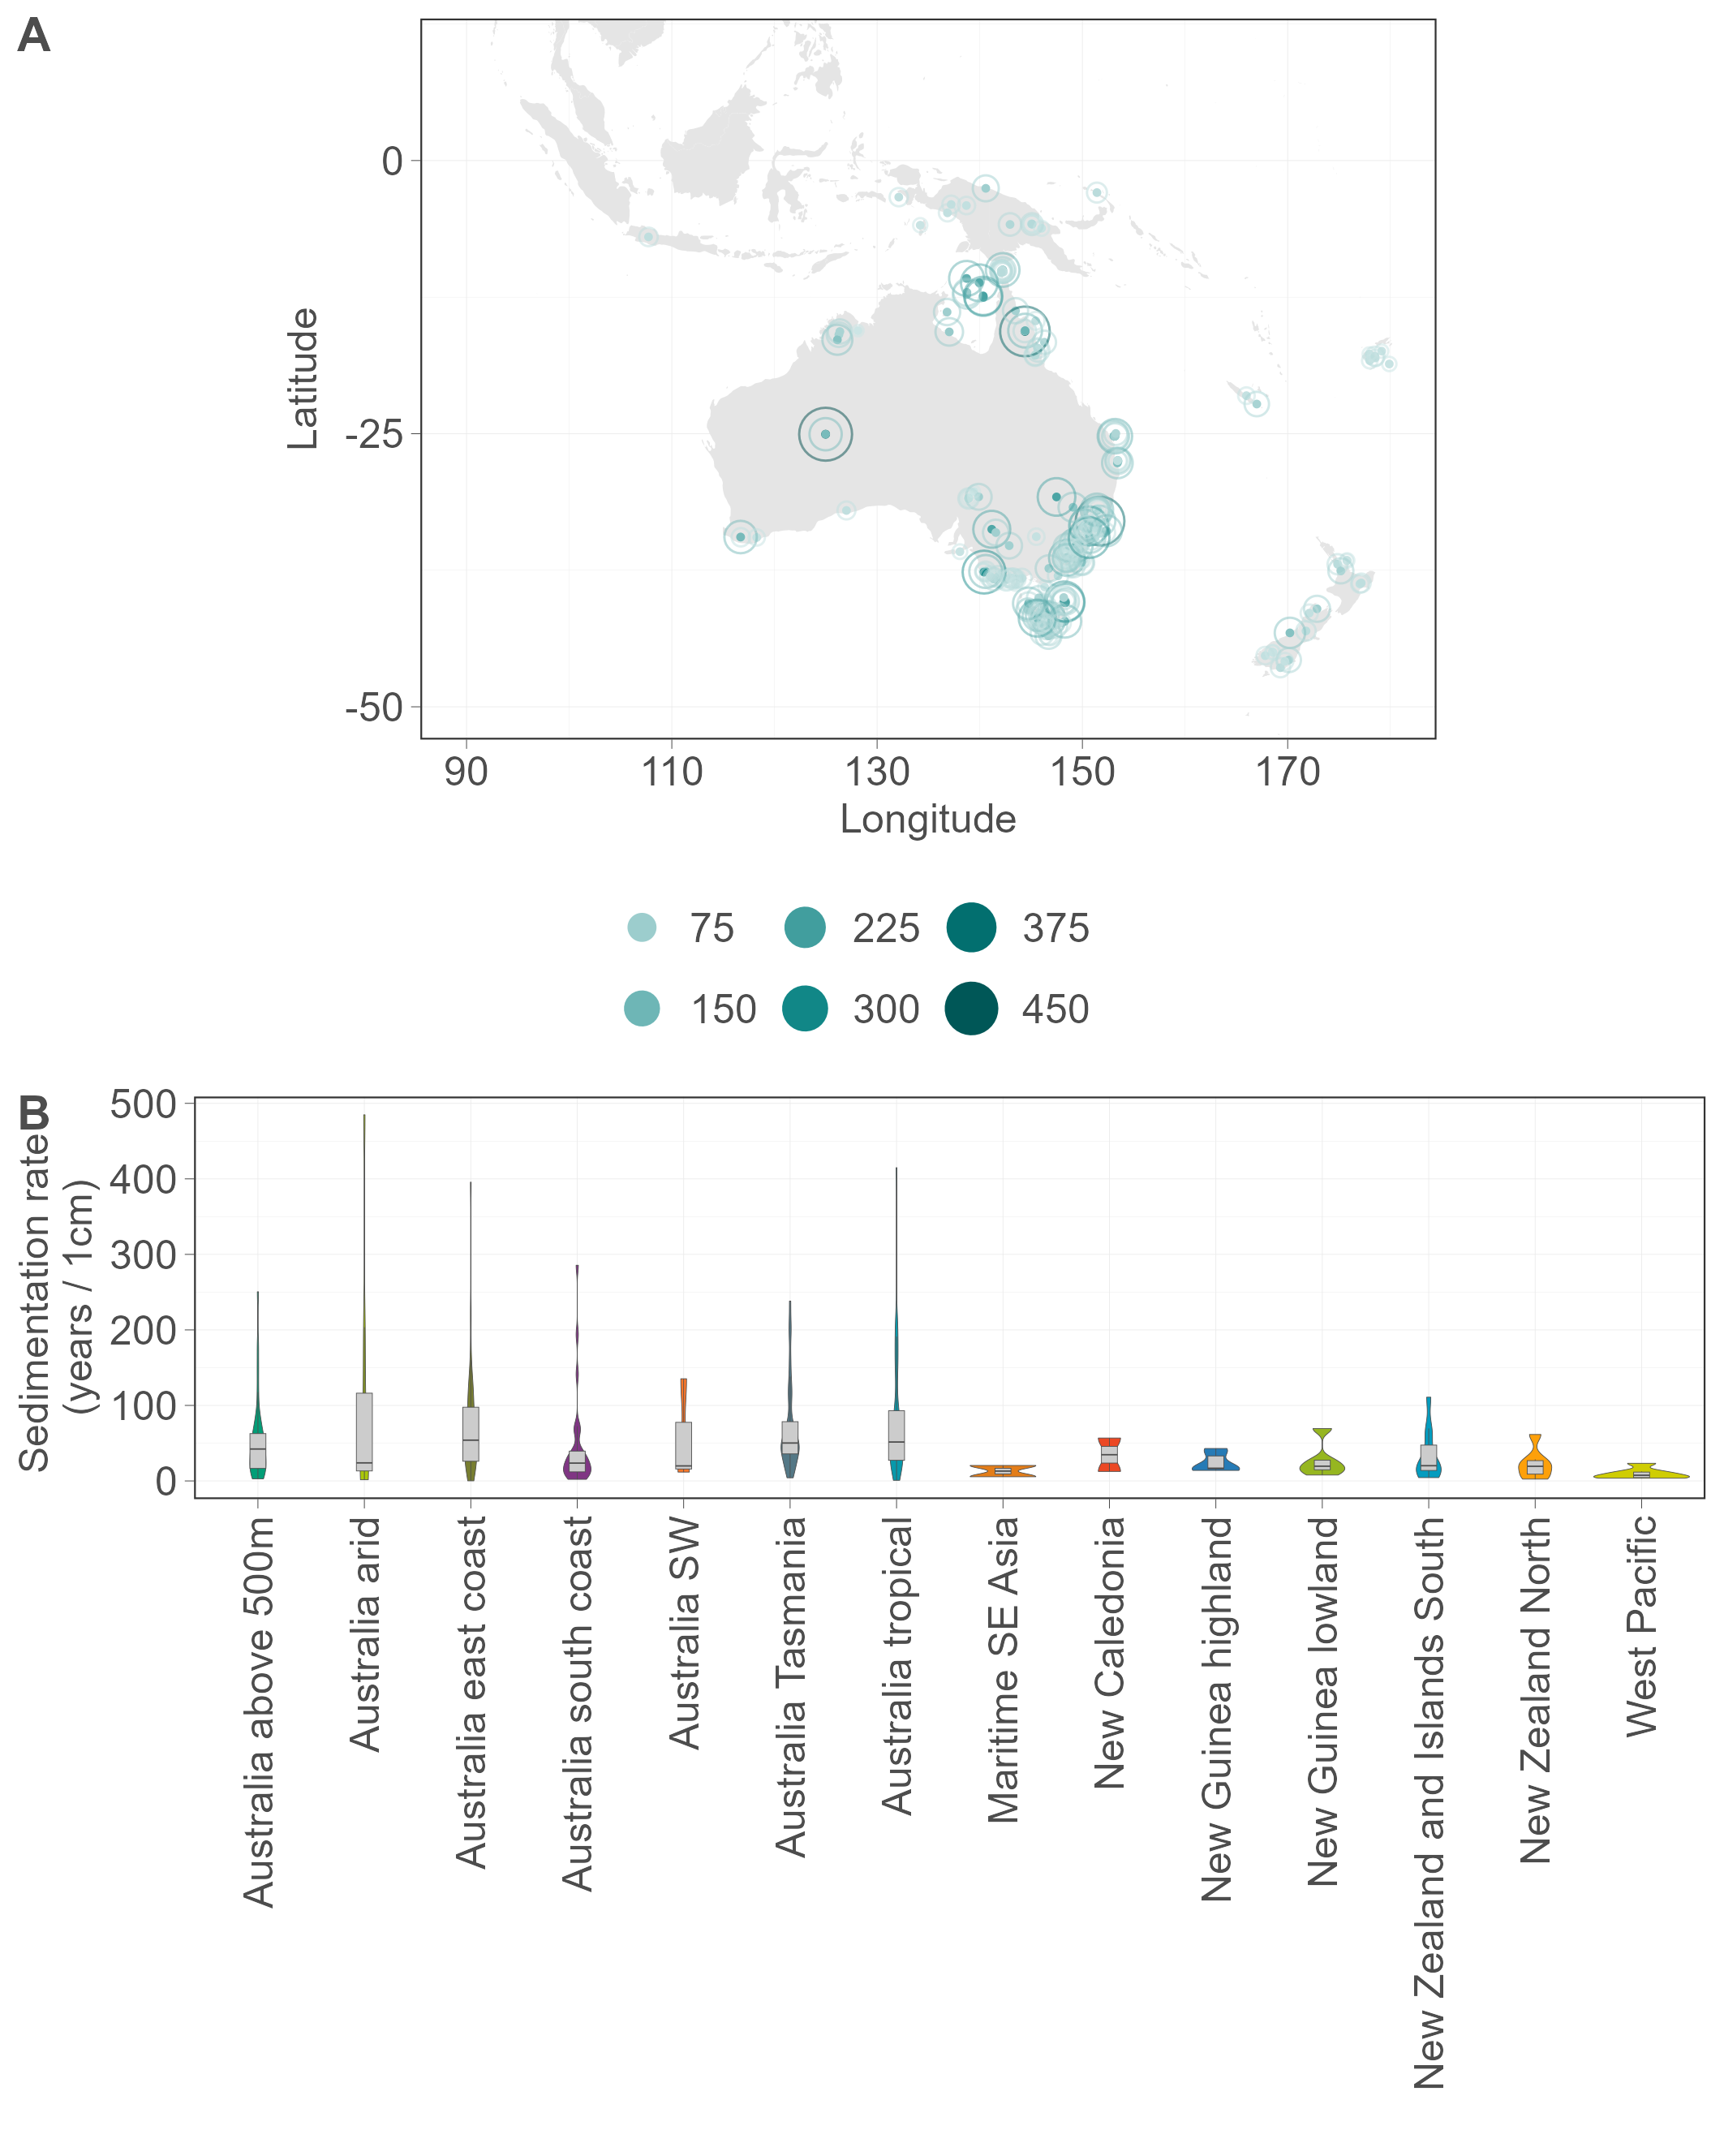 A
0
-25
-50
Latitude
90 110 130 150 170
Longitude
75 225 375
150 300 450
B
500
400
300
200
100
0
Sedimentation rate
(years / 1cm)
Australia above 500m
Australia arid
Australia east coast
Australia south coast
Australia SW
Australia Tasmania
Australia tropical
Maritime SE Asia
New Caledonia
New Guinea highland
New Guinea lowland
New Zealand and Islands South
New Zealand North
West Pacific